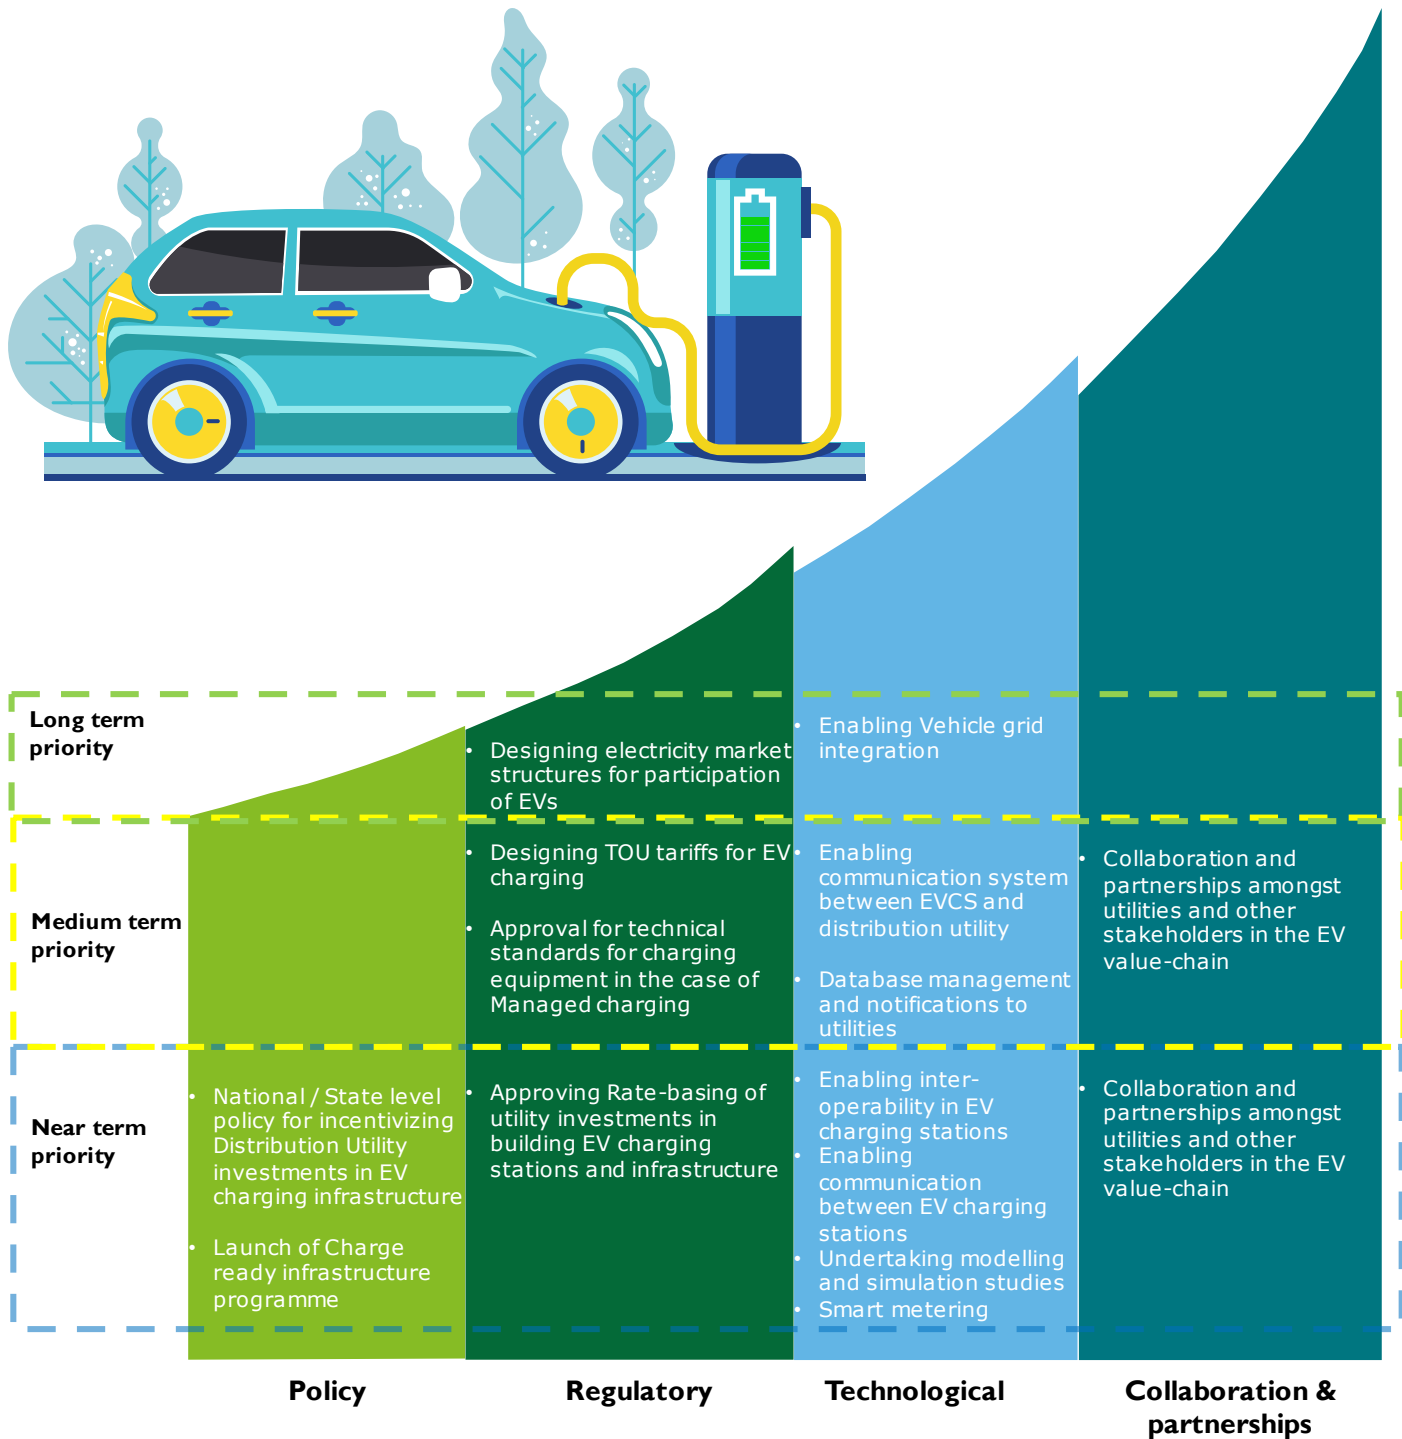 Long term
priority
• Designing electricity market
structures for participation
of EVs
• Enabling Vehicle grid
integration
Medium term
priority
• Designing TOU tariffs for EV
charging
• Approval for technical
standards for charging
equipment in the case of
Managed charging
• Enabling
communication system
between EVCS and
distribution utility
• Database management
and notifications to
utilities
• Collaboration and
partnerships amongst
utilities and other
stakeholders in the EV
value-chain
Near term
priority
• National / State level
policy for incentivizing
Distribution Utility
investments in EV
charging infrastructure
• Launch of Charge
ready infrastructure
programme
• Approving Rate-basing of
utility investments in
building EV charging
stations and infrastructure
• Enabling inter-
operability in EV
charging stations
• Enabling
communication
between EV charging
stations
• Undertaking modelling
and simulation studies
• Smart metering
• Collaboration and
partnerships amongst
utilities and other
stakeholders in the EV
value-chain
Policy
Regulatory
Technological
Collaboration &
partnerships